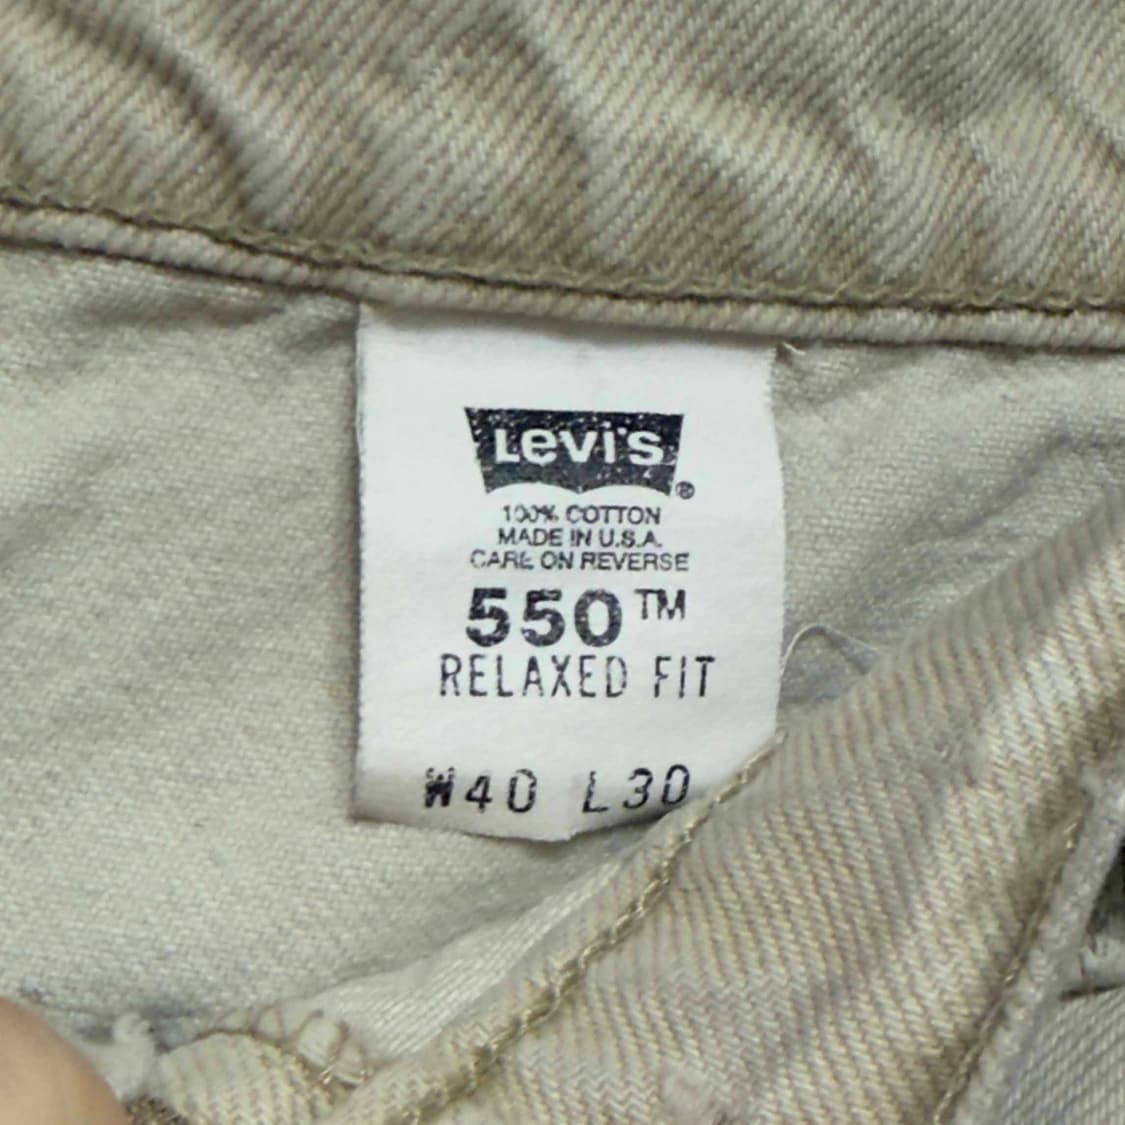 Levi's®
100% COTTON
MADE IN U.S.A.
CARE ON REVERSE
550™
RELAXED FIT
W40 L30